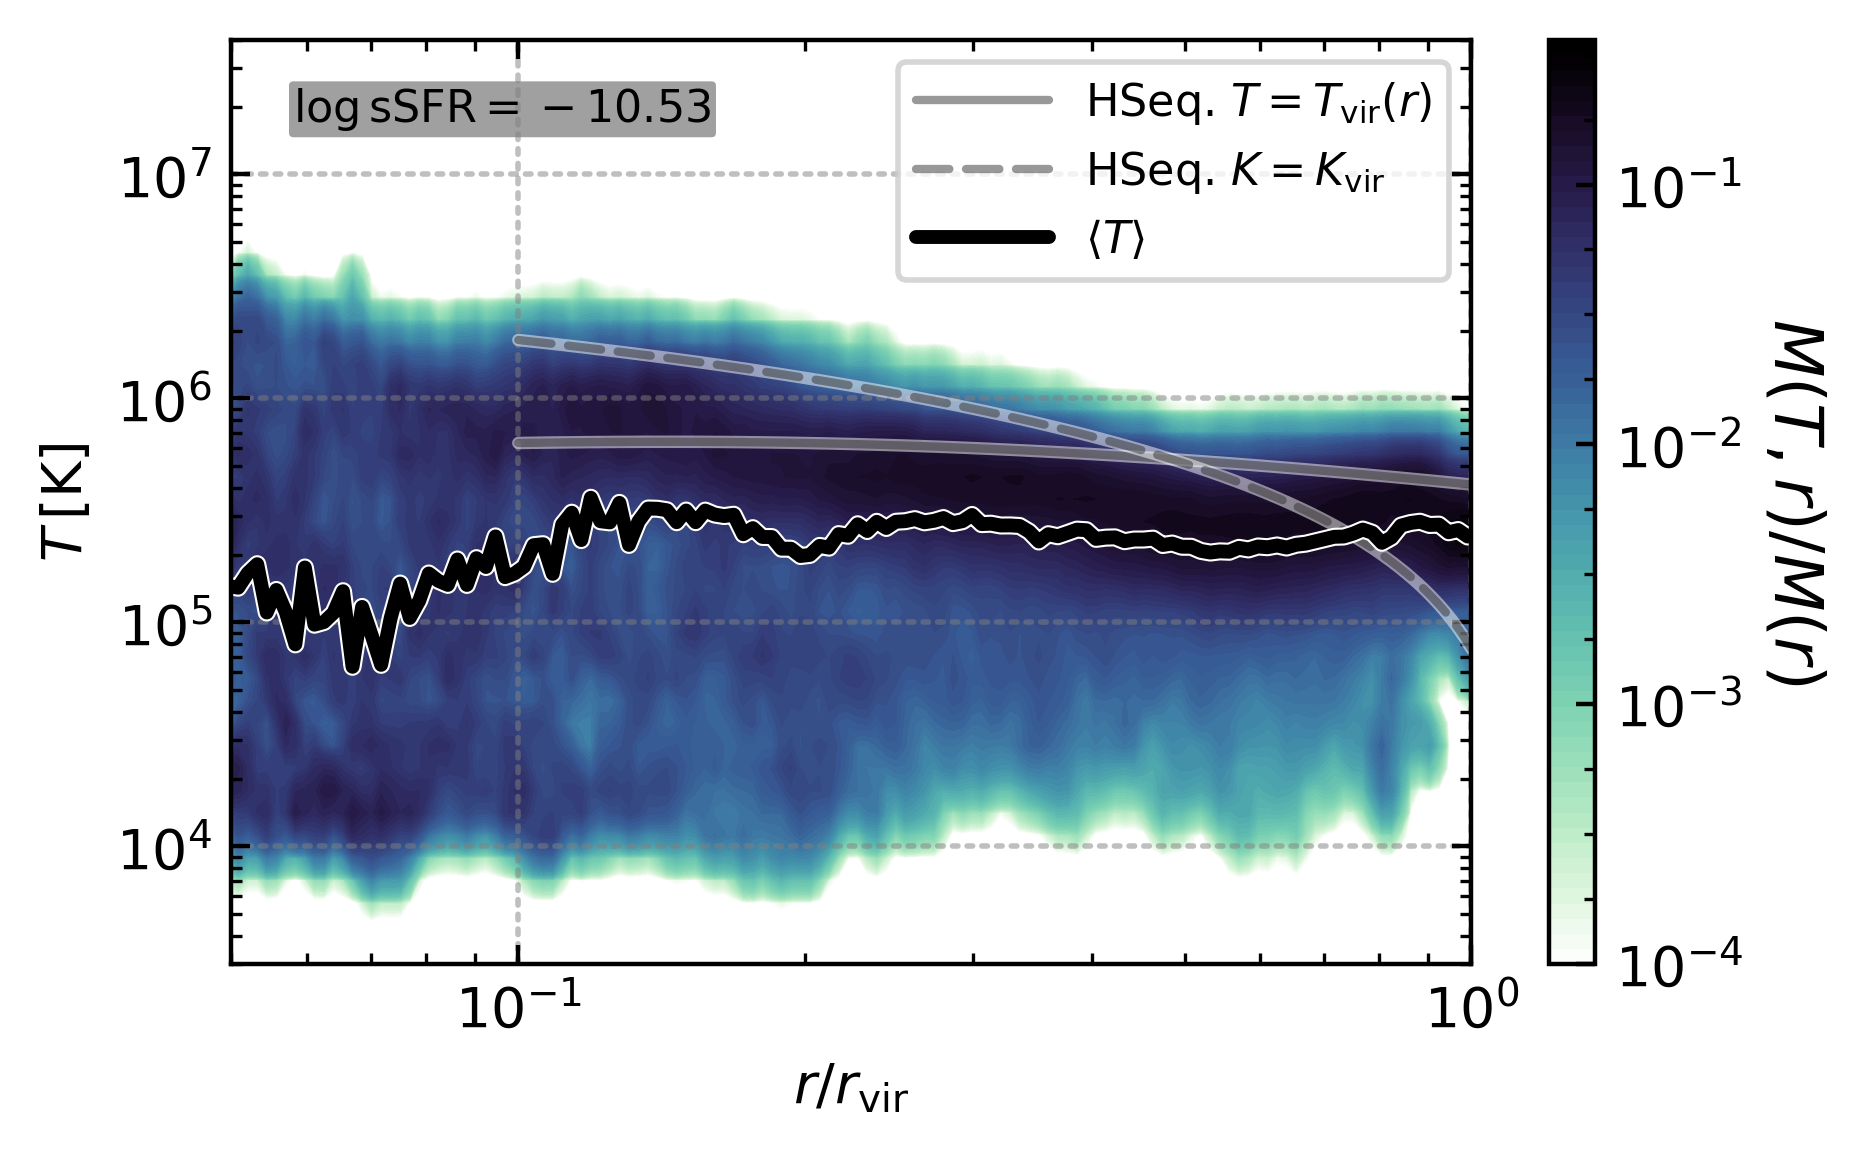 log sSFR = −10.53
HSeq. T = T_vir(r)
HSeq. K = K_vir
⟨T⟩
10^7
10^6
10^5
10^4
T [K]
10^−1
10^0
r/r_vir
10^−1
10^−2
10^−3
10^−4
M(T, r)/M(r)